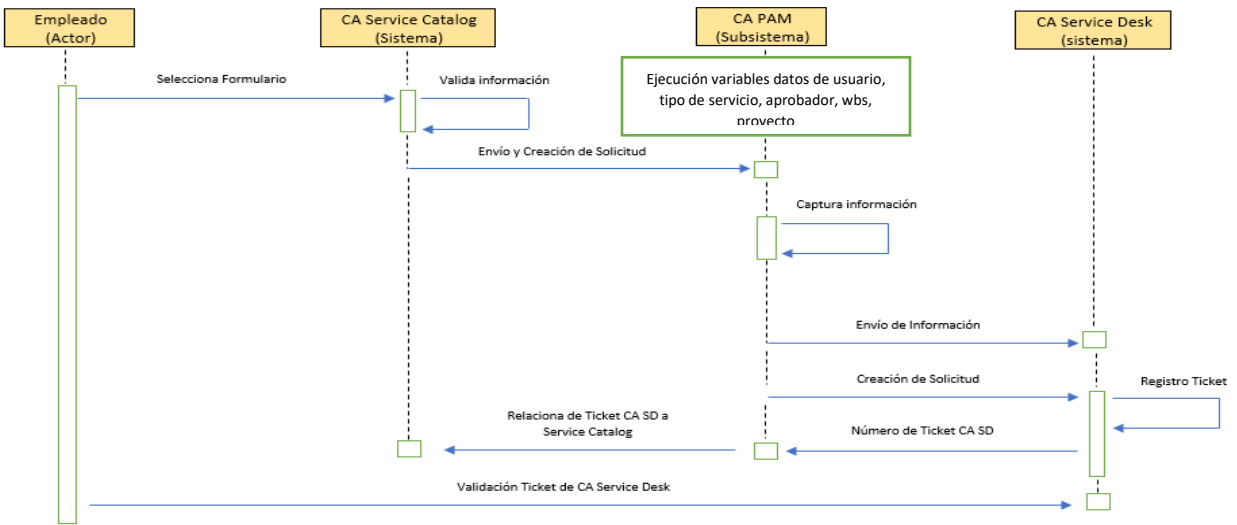 Empleado
(Actor)
CA Service Catalog
(Sistema)
CA PAM
(Subsistema)
CA Service Desk
(sistema)
Selecciona Formulario
Valida información
Ejecución variables datos de usuario,
tipo de servicio, aprobador, wbs,
proyecto
Envío y Creación de Solicitud
Captura información
Envío de Información
Creación de Solicitud
Registro Ticket
Relaciona de Ticket CA SD a
Service Catalog
Número de Ticket CA SD
Validación Ticket de CA Service Desk